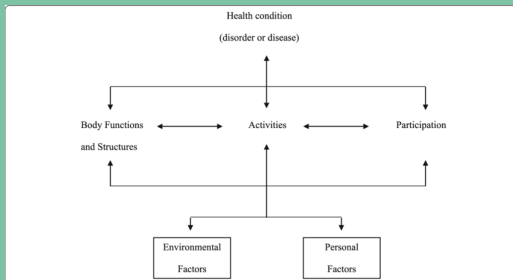 Health condition
(disorder or disease)
Body Functions
and Structures
Activities
Participation
Environmental
Factors
Personal
Factors